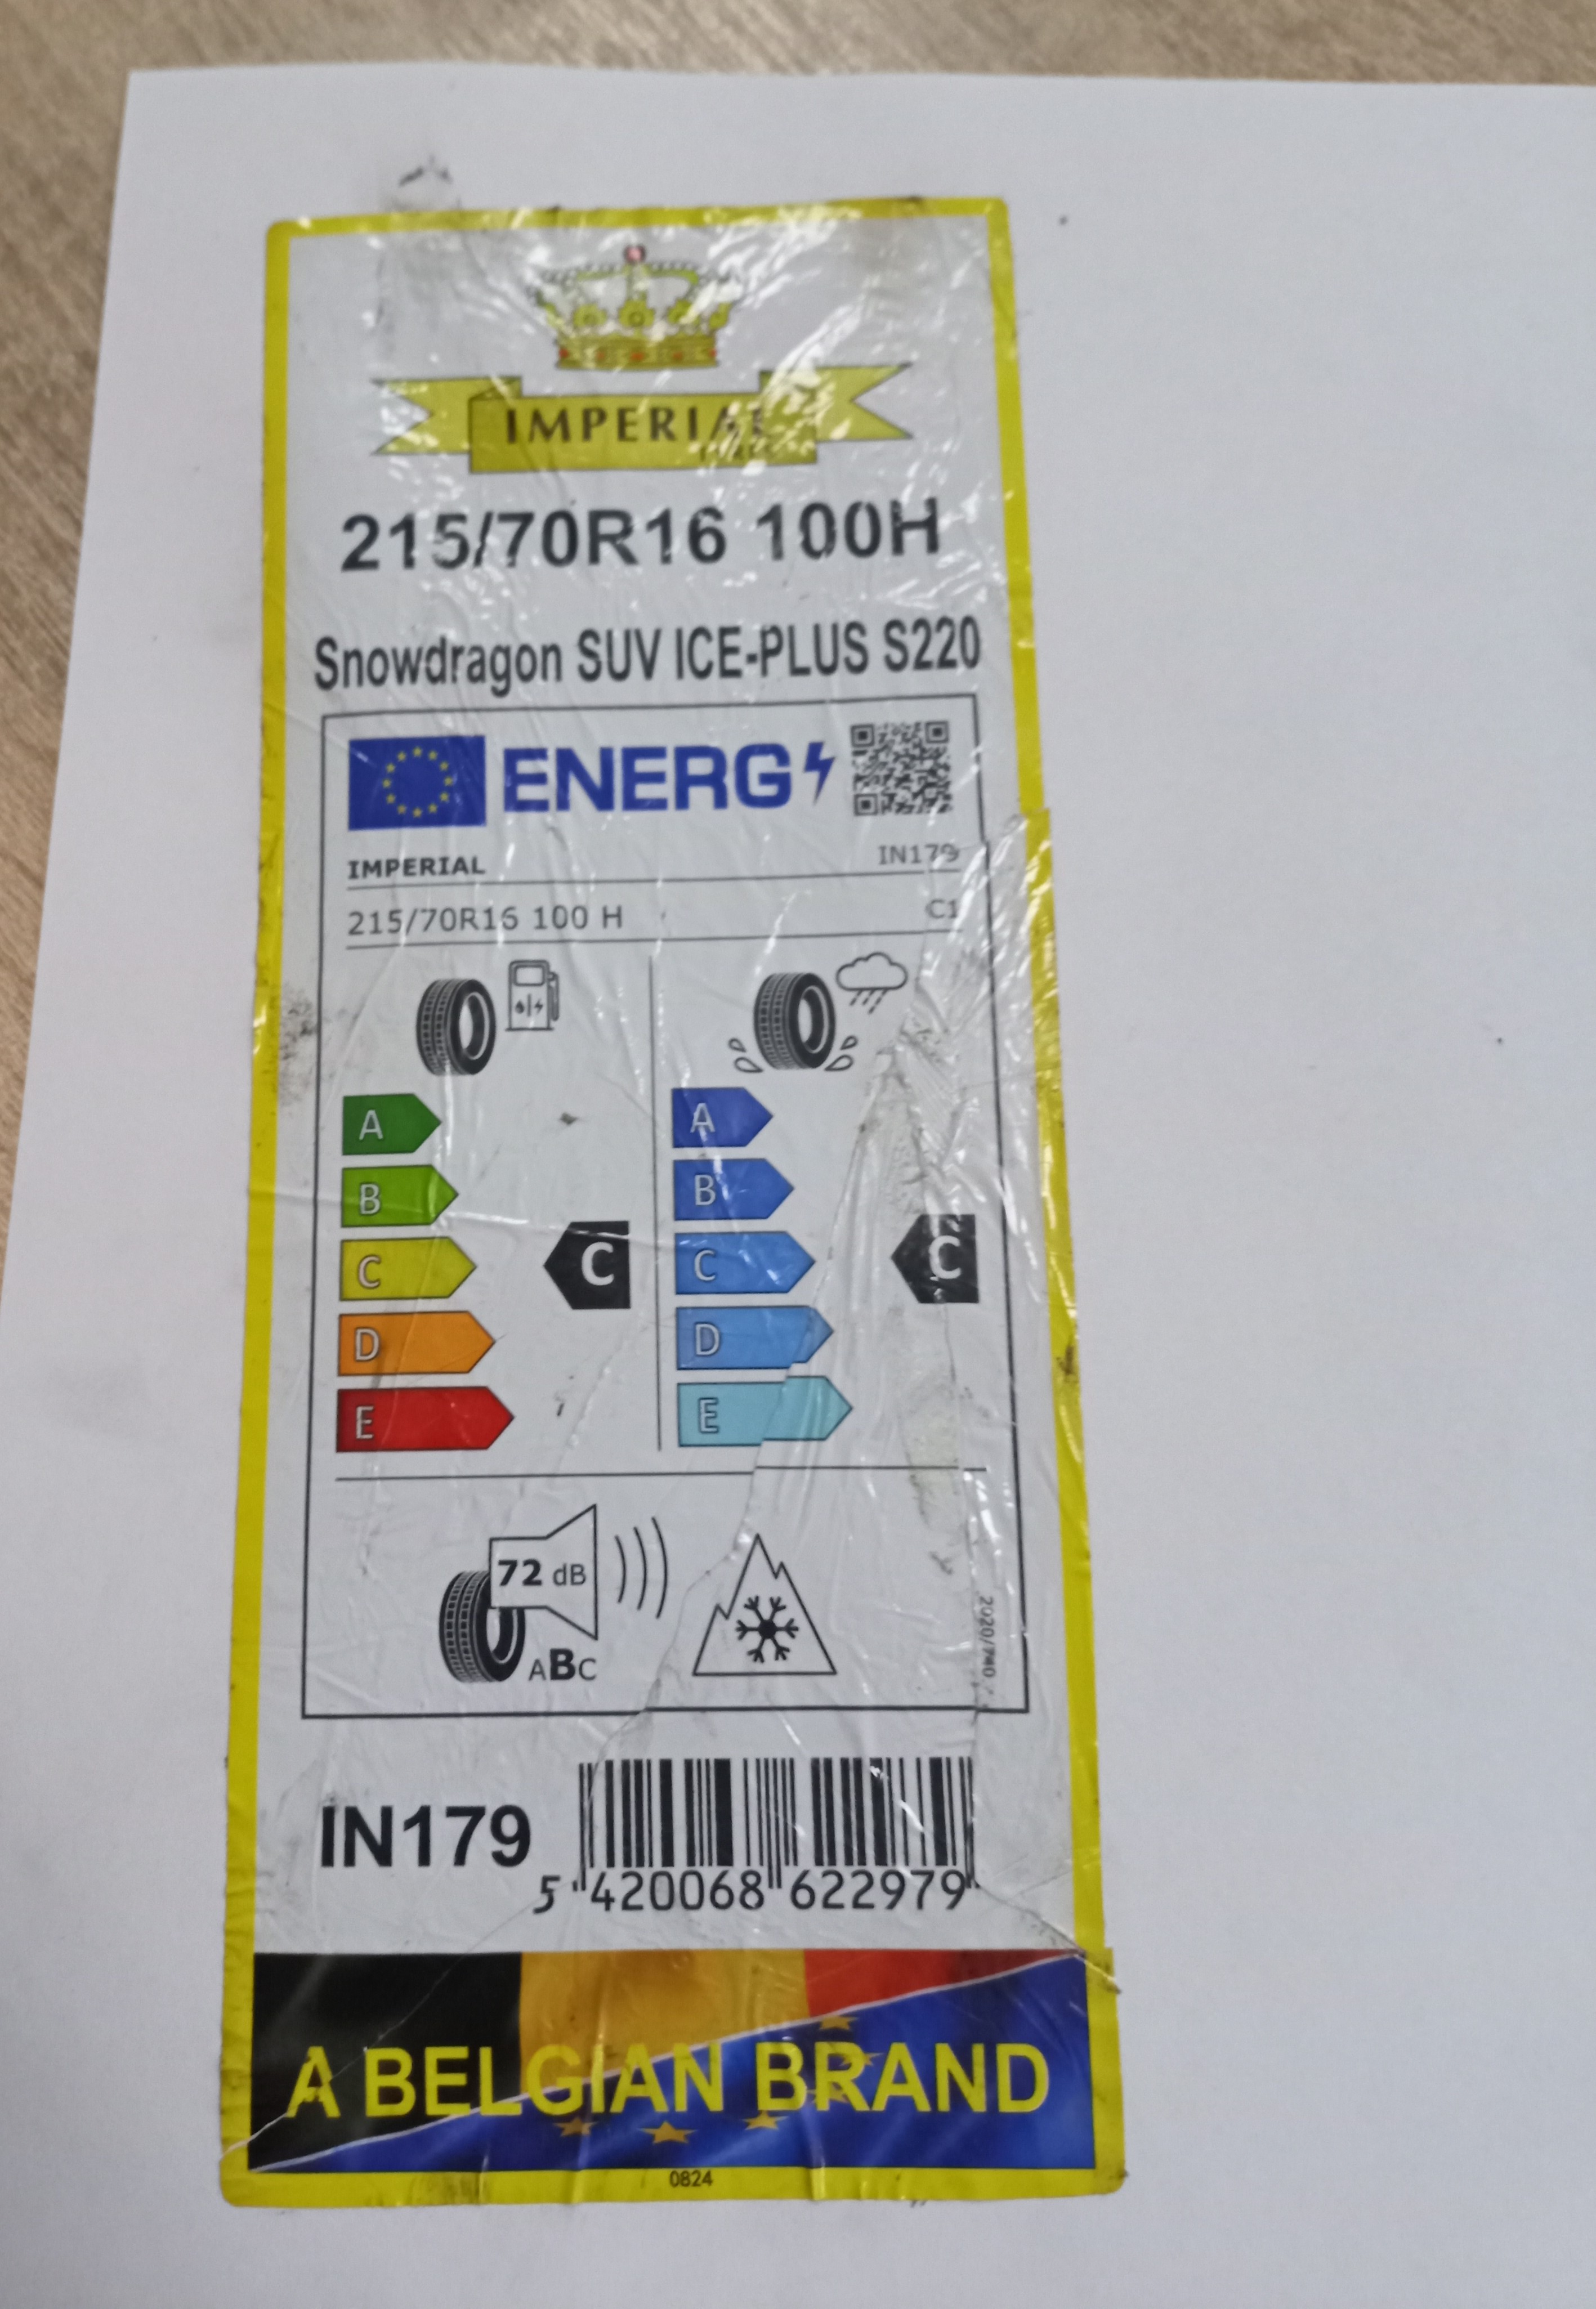 IMPERIAL
TYRES
215/70R16 100H
Snowdragon SUV ICE-PLUS S220
ENERG
IMPERIAL IN179
215/70R16 100 H C1
A A
B B
C C C C
D D
E E
72 dB
ABC
2020/740
IN179
5 420068 622979
A BELGIAN BRAND
0824